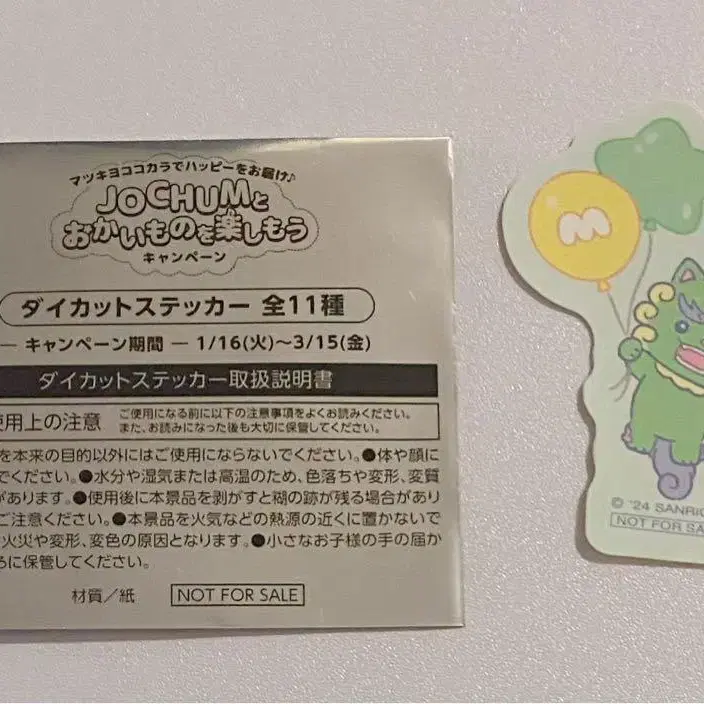 マツキヨココカラでハッピーをお届け♪
JOCHUMと
おかいものを楽しもう
キャンペーン
ダイカットステッカー 全11種
― キャンペーン期間 ― 1/16(火)～3/15(金)
ダイカットステッカー取扱説明書
使用上の注意
ご使用になる前に以下の注意事項をよくお読みください。
また、お読みになった後も大切に保管してください。
を本来の目的以外にはご使用にならないでください。●体や顔に
でください。●水分や湿気または高温のため、色落ちや変形、変質
があります。●使用後に本景品を剥がすと糊の跡が残る場合があり
ご注意ください。●本景品を火気などの熱源の近くに置かないで
火災や変形、変色の原因となります。●小さなお子様の手の届か
ろに保管してください。
材質／紙 NOT FOR SALE
M
© '24 SANRIO
NOT FOR SA